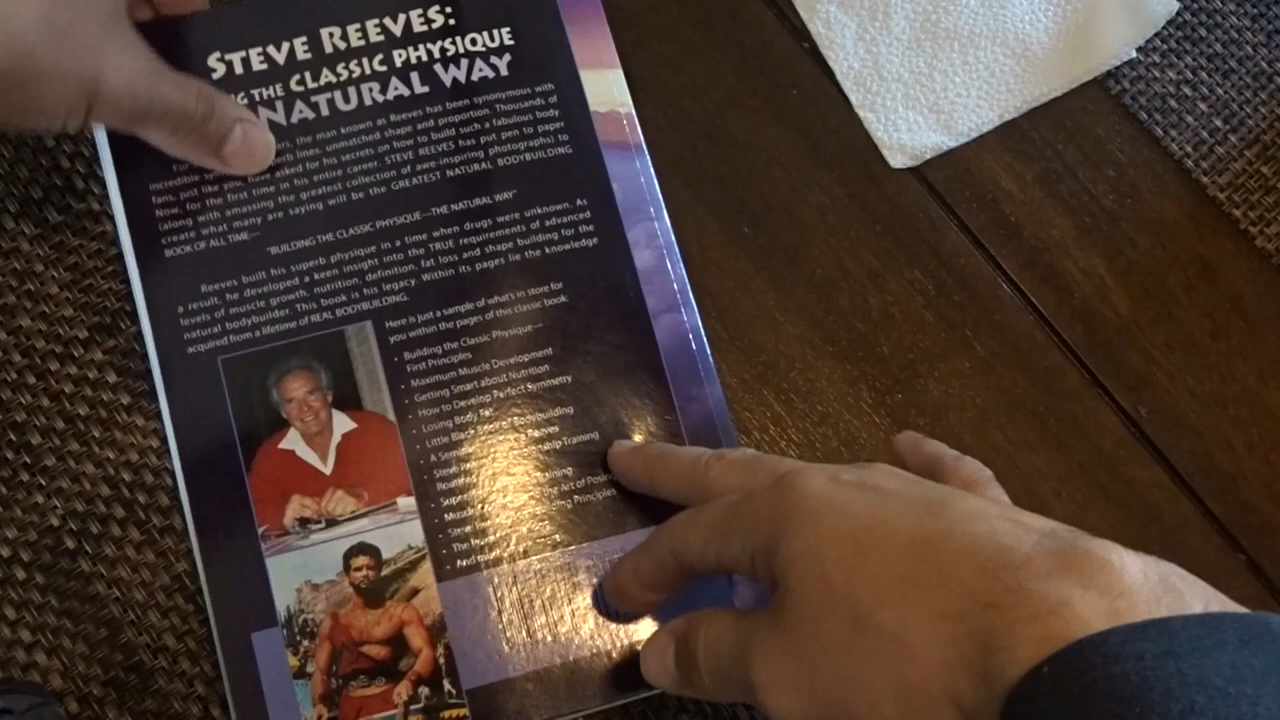 STEVE REEVES:
THE CLASSIC PHYSIQUE
NATURAL WAY
the man known as Reeves has been synonymous with
incredible lines, unmatched shape and proportion. Thousands of
fans, just like you, have asked for his secrets on how to build such a fabulous body.
Now, for the first time in his entire career, STEVE REEVES has put pen to paper
(along with amassing the greatest collection of awe-inspiring photographs) to
create what many are saying will be the GREATEST NATURAL BODYBUILDING
BOOK OF ALL TIME—
"BUILDING THE CLASSIC PHYSIQUE—THE NATURAL WAY"
Reeves built his superb physique in a time when drugs were unknown. As
a result, he developed a keen insight into the TRUE requirements of advanced
levels of muscle growth, nutrition, definition, fat loss and shape building for the
natural bodybuilder. This book is his legacy. Within its pages lie the knowledge
acquired from a lifetime of REAL BODYBUILDING.
Here is just a sample of what's in store for
you within the pages of this classic book:
• Building the Classic Physique—
First Principles
• Maximum Muscle Development
• Getting Smart about Nutrition
• How to Develop Perfect Symmetry
• Losing Body Fat
• Little Black Book of Bodybuilding
• A Reeves
• Steve Training
•
• Super Training
• Muscle the Art of Posing
• Steve Principles
• The
• And